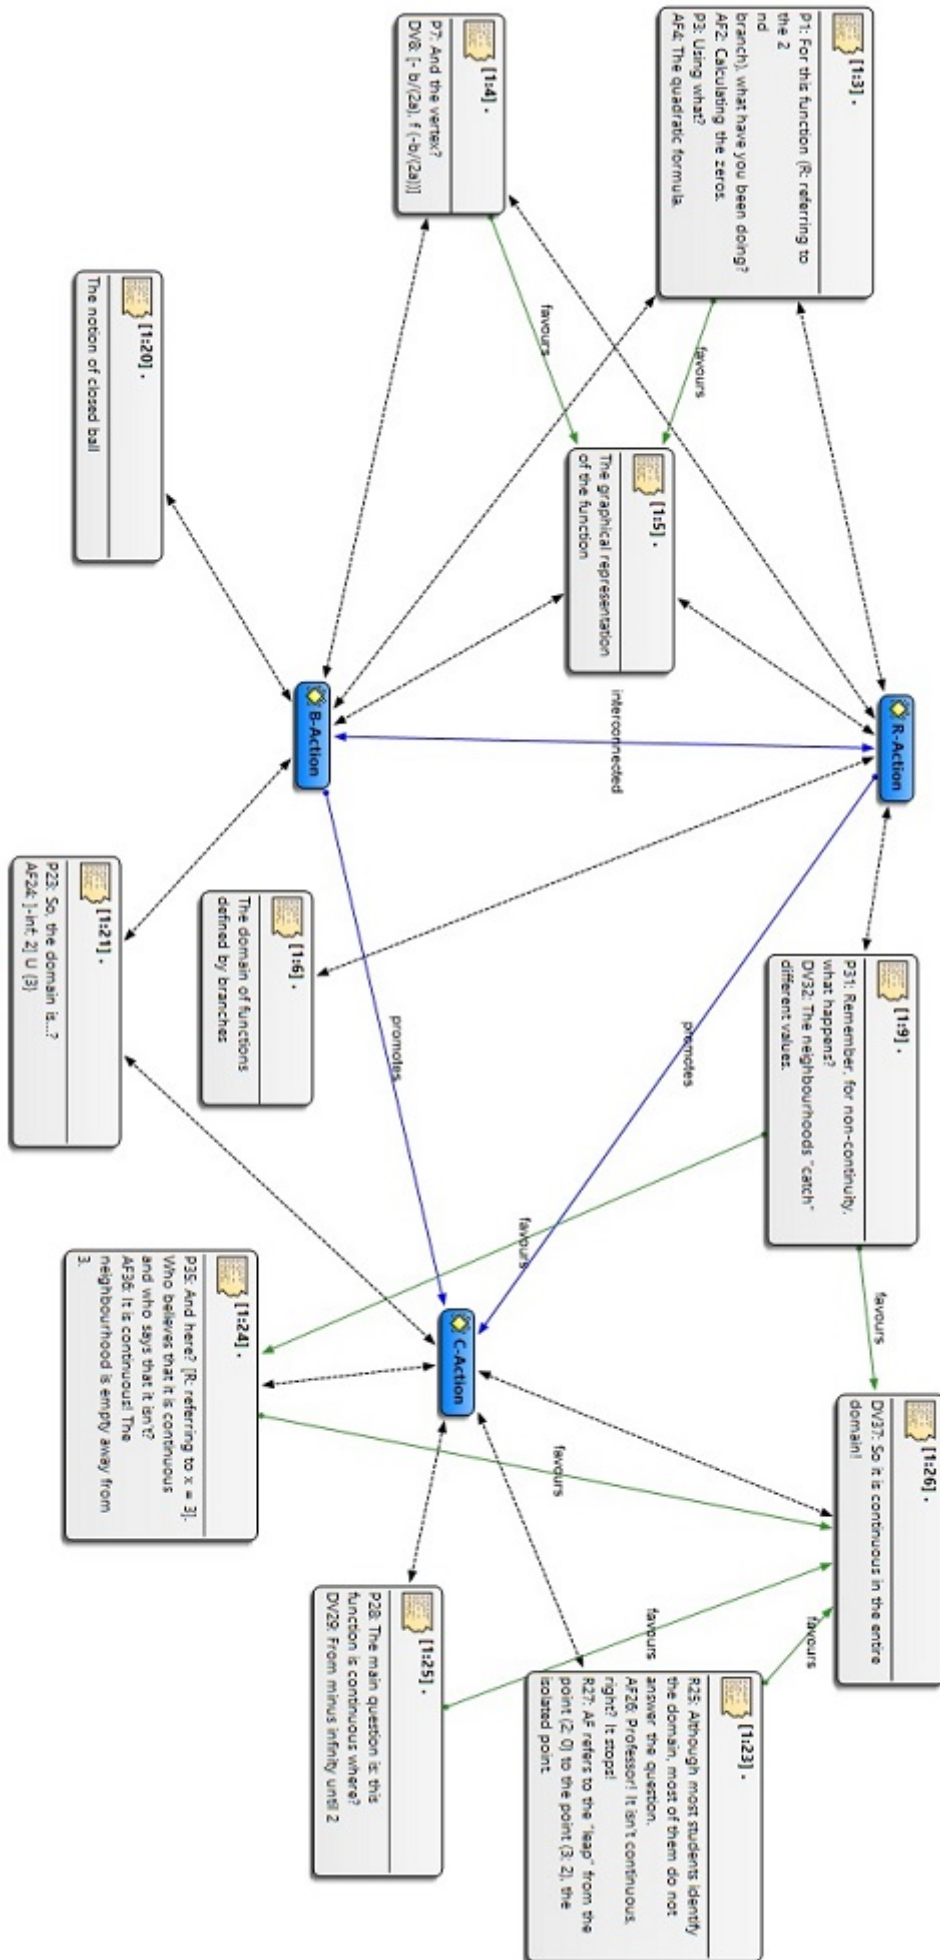 [1:3] .
P1: For this function (R: referring to
the 2
nd
branch), what have you been doing?
AF2: Calculating the zeros.
P3: Using what?
AF4: The quadratic formula.
[1:4] .
P7: And the vertex?
DV8: [- b/(2a), f (-b/(2a))]
favours
favours
[1:5] .
The graphical representation
of the function
[1:20] .
The notion of closed ball
R-Action
interconnected
B-Action
[1:9] .
P31: Remember, for non-continuity,
what happens?
DV32: The neighbourhoods "catch"
different values.
[1:6] .
The domain of functions
defined by branches
[1:21] .
P23: So, the domain is...?
AF24: ]-inf; 2] U {3}
promotes
promotes
favours
favours
C-Action
[1:26] .
DV37: So it is continuous in the entire
domain!
[1:24] .
P35: And here? [R: referring to x = 3].
Who believes that it is continuous
and who says that it isn't?
AF36: It is continuous! The
neighbourhood is empty away from
3.
favours
favours
favours
[1:23] .
R25: Although most students identify
the domain, most of them do not
answer the question.
AF26: Professor! It isn't continuous,
right? It stops!
R27: AF refers to the "leap" from the
point (2; 0) to the point (3; 2), the
isolated point.
[1:25] .
P28: The main question is: this
function is continuous where?
DV29: From minus infinity until 2